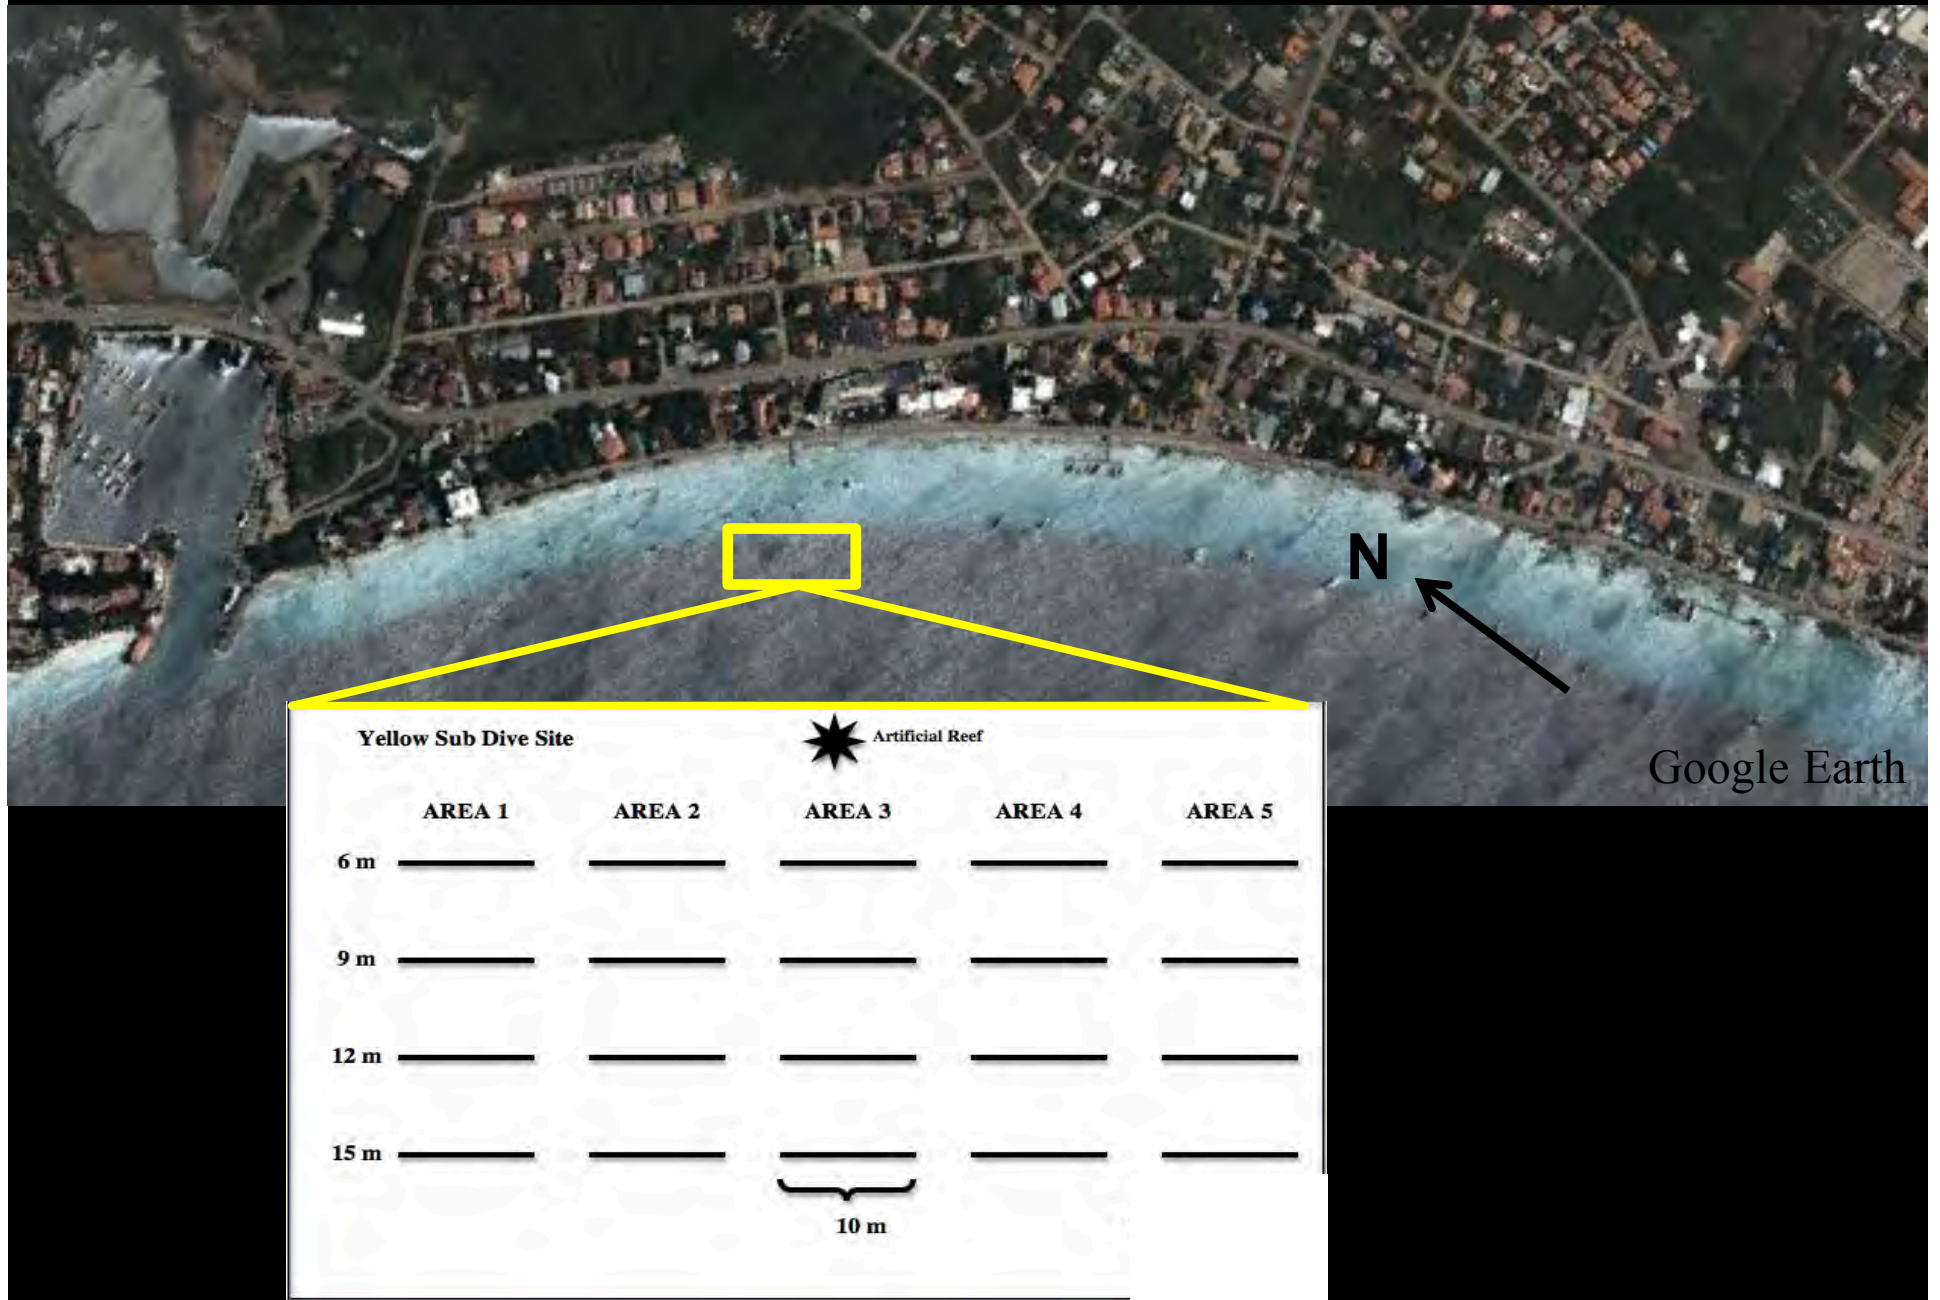 N
Google Earth
Yellow Sub Dive Site
Artificial Reef
AREA 1 AREA 2 AREA 3 AREA 4 AREA 5
6 m
9 m
12 m
15 m
10 m